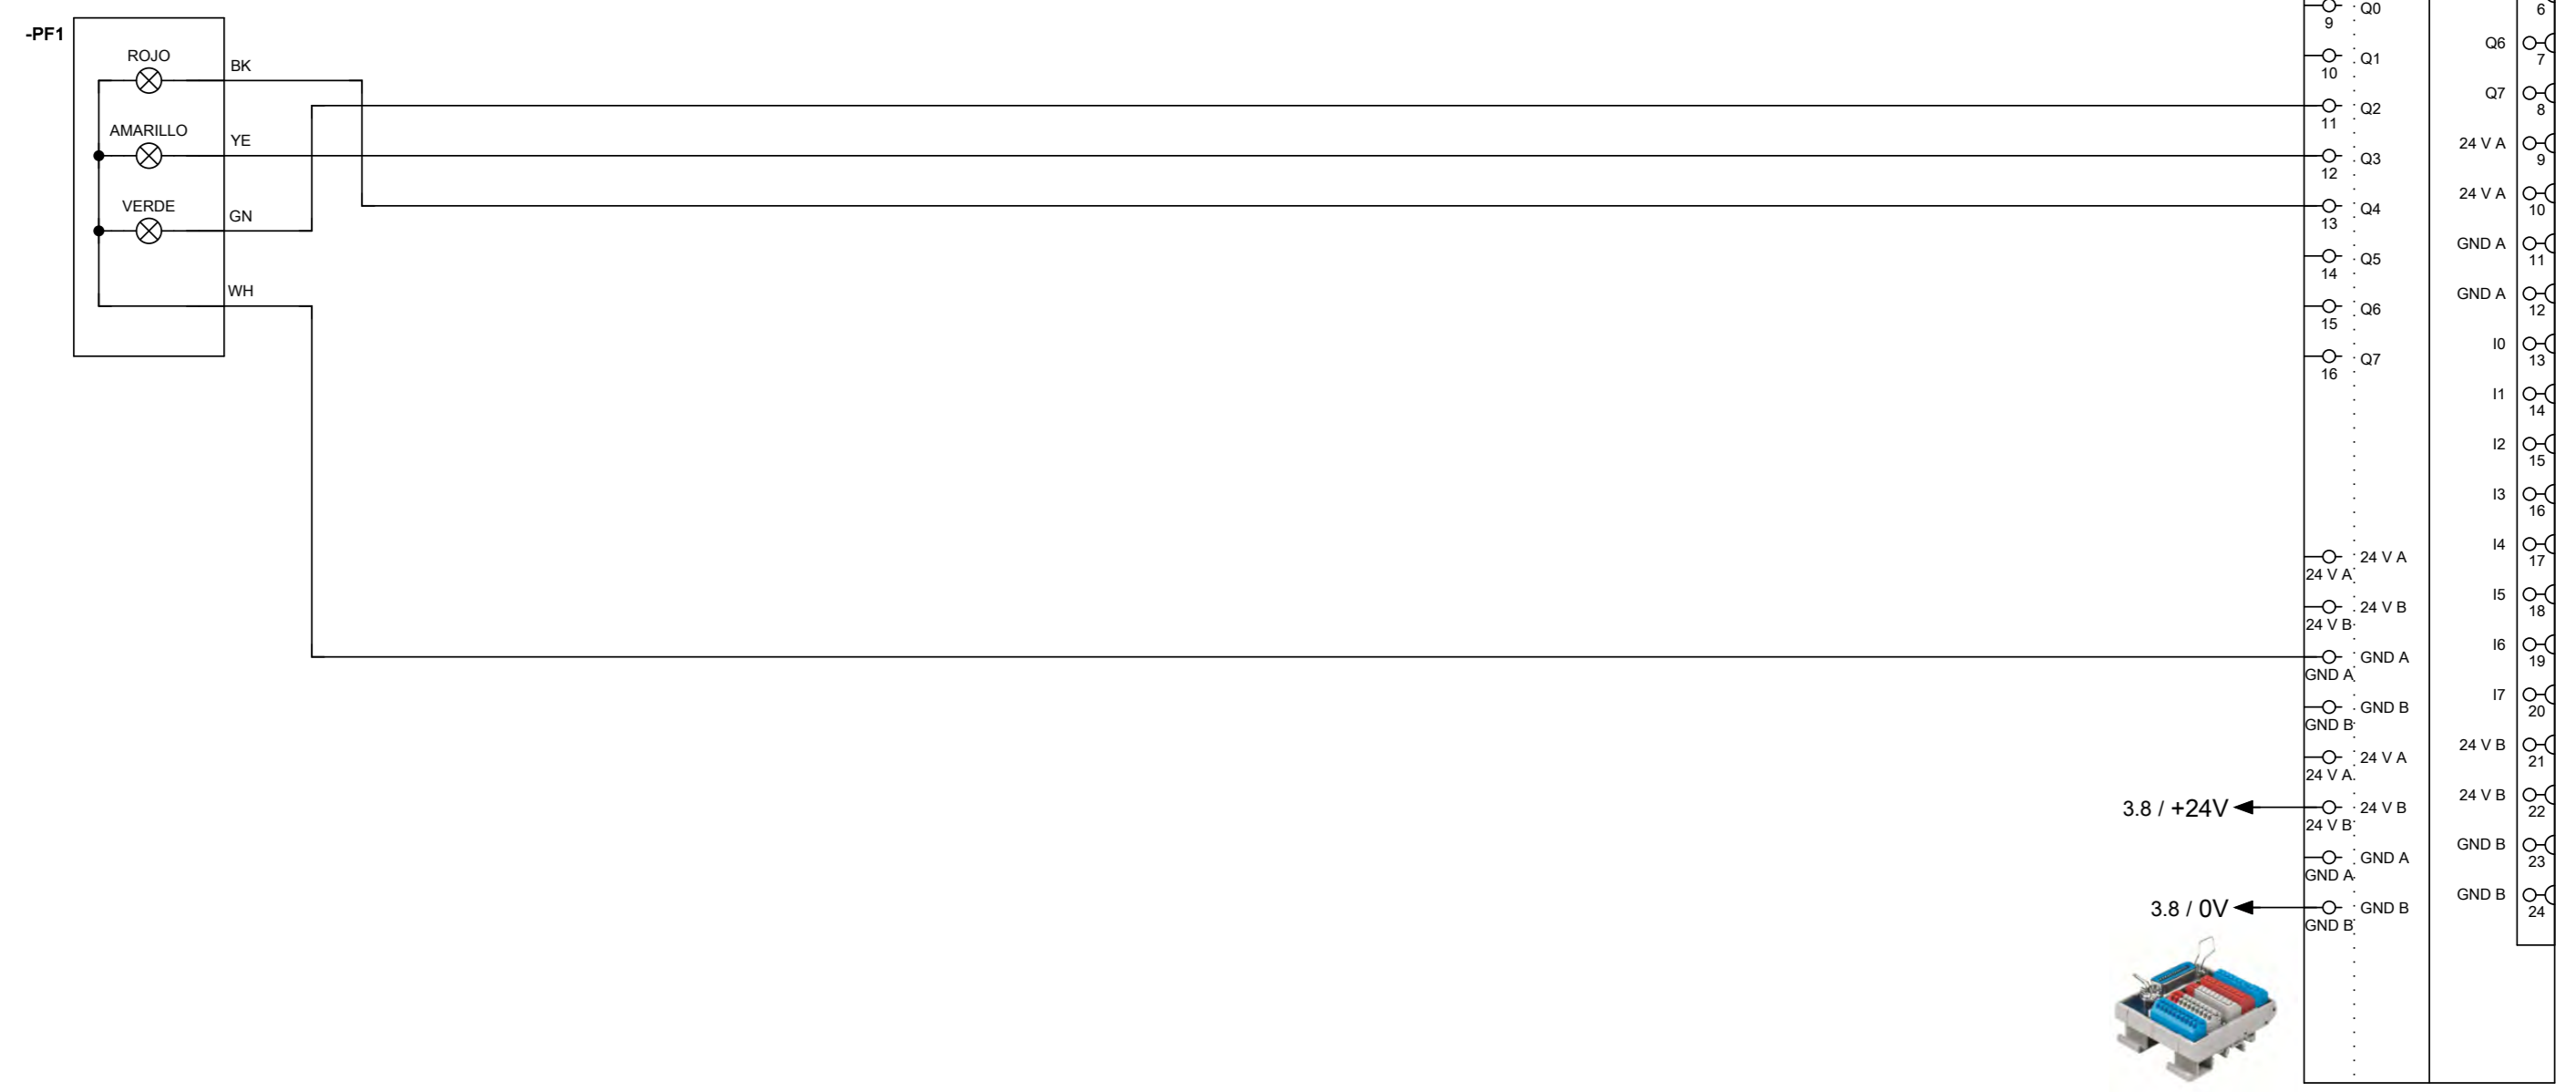 -PF1
ROJO
BK
AMARILLO
YE
VERDE
GN
WH
Q0
9
Q1
10
Q2
11
Q3
12
Q4
13
Q5
14
Q6
15
Q7
16
24 V A
24 V A
24 V B
24 V B
GND A
GND A
GND B
GND B
24 V A
24 V A
3.8 / +24V
24 V B
24 V B
GND A
GND A
3.8 / 0V
GND B
GND B
6
Q6
7
Q7
8
24 V A
9
24 V A
10
GND A
11
GND A
12
I0
13
I1
14
I2
15
I3
16
I4
17
I5
18
I6
19
I7
20
24 V B
21
24 V B
22
GND B
23
GND B
24